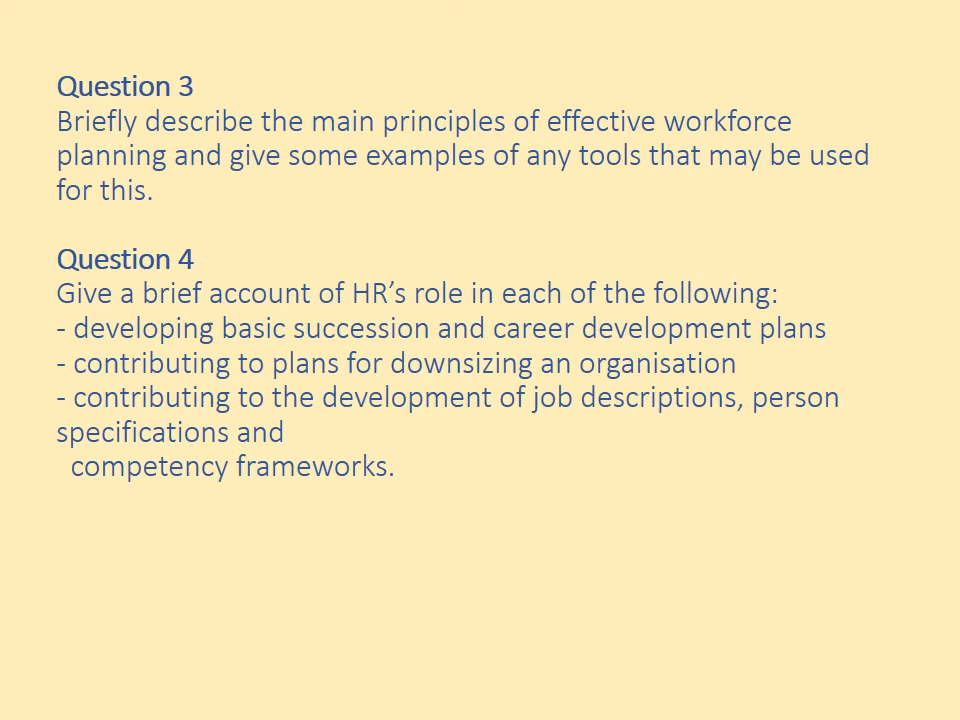 Question 3
Briefly describe the main principles of effective workforce
planning and give some examples of any tools that may be used
for this.
Question 4
Give a brief account of HR’s role in each of the following:
- developing basic succession and career development plans
- contributing to plans for downsizing an organisation
- contributing to the development of job descriptions, person
specifications and
competency frameworks.